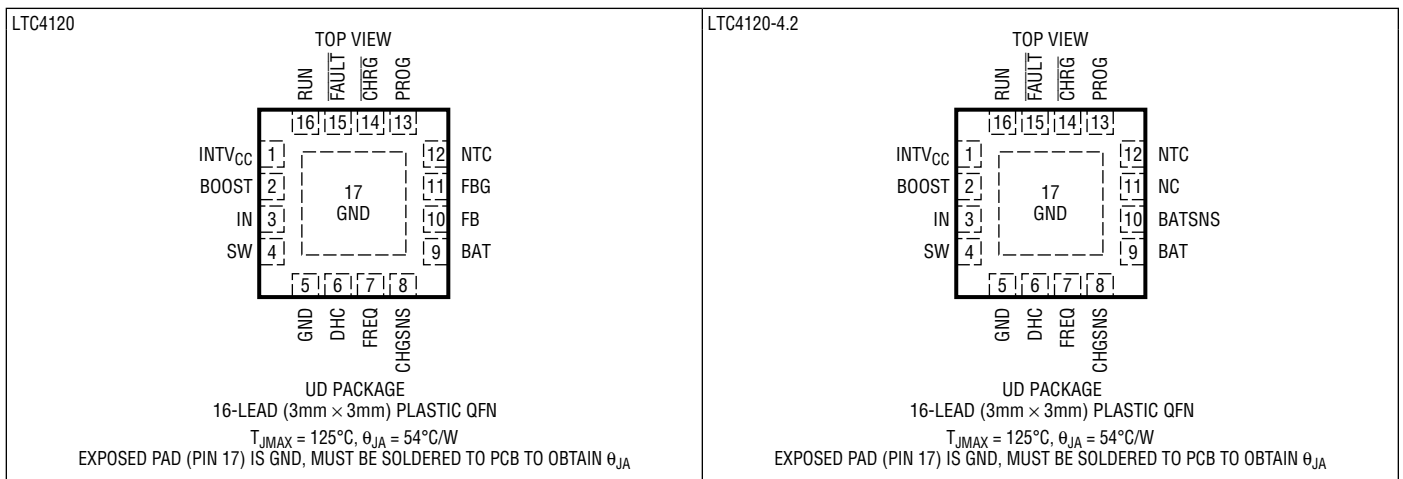 LTC4120
TOP VIEW
RUN
FAULT
CHRG
PROG
16
15
14
13
INTVCC 1
BOOST 2
IN 3
SW 4
12 NTC
11 FBG
10 FB
9 BAT
17
GND
5
6
7
8
GND
DHC
FREQ
CHGSNS
UD PACKAGE
16-LEAD (3mm × 3mm) PLASTIC QFN
TJMAX = 125°C, θJA = 54°C/W
EXPOSED PAD (PIN 17) IS GND, MUST BE SOLDERED TO PCB TO OBTAIN θJA
LTC4120-4.2
TOP VIEW
RUN
FAULT
CHRG
PROG
16
15
14
13
INTVCC 1
BOOST 2
IN 3
SW 4
12 NTC
11 NC
10 BATSNS
9 BAT
17
GND
5
6
7
8
GND
DHC
FREQ
CHGSNS
UD PACKAGE
16-LEAD (3mm × 3mm) PLASTIC QFN
TJMAX = 125°C, θJA = 54°C/W
EXPOSED PAD (PIN 17) IS GND, MUST BE SOLDERED TO PCB TO OBTAIN θJA